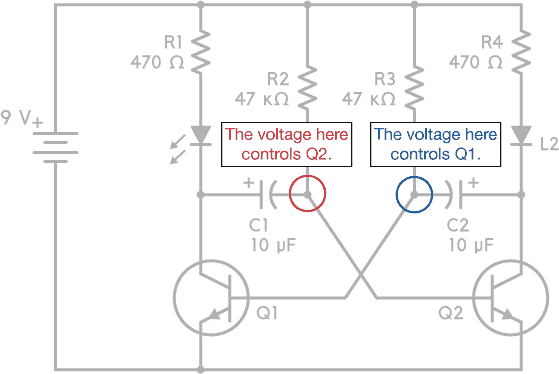 R1
470 Ω
R2
47 KΩ
R3
47 KΩ
R4
470 Ω
9 V
+
The voltage here
controls Q2.
The voltage here
controls Q1.
L2
+
C1
10 µF
+
C2
10 µF
Q1
Q2